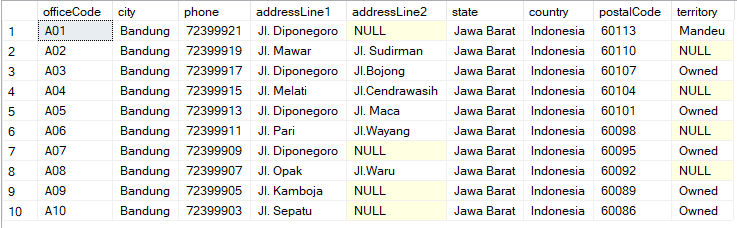 officeCode city phone addressLine1 addressLine2 state country postalCode territory
1 A01 Bandung 72399921 Jl. Diponegoro NULL Jawa Barat Indonesia 60113 Mandeu
2 A02 Bandung 72399919 Jl. Mawar Jl. Sudirman Jawa Barat Indonesia 60110 NULL
3 A03 Bandung 72399917 Jl. Diponegoro Jl.Bojong Jawa Barat Indonesia 60107 Owned
4 A04 Bandung 72399915 Jl. Melati Jl.Cendrawasih Jawa Barat Indonesia 60104 NULL
5 A05 Bandung 72399913 Jl. Diponegoro Jl. Maca Jawa Barat Indonesia 60101 Owned
6 A06 Bandung 72399911 Jl. Pari Jl.Wayang Jawa Barat Indonesia 60098 NULL
7 A07 Bandung 72399909 Jl. Diponegoro NULL Jawa Barat Indonesia 60095 Owned
8 A08 Bandung 72399907 Jl. Opak Jl.Waru Jawa Barat Indonesia 60092 NULL
9 A09 Bandung 72399905 Jl. Kamboja NULL Jawa Barat Indonesia 60089 Owned
10 A10 Bandung 72399903 Jl. Sepatu NULL Jawa Barat Indonesia 60086 Owned